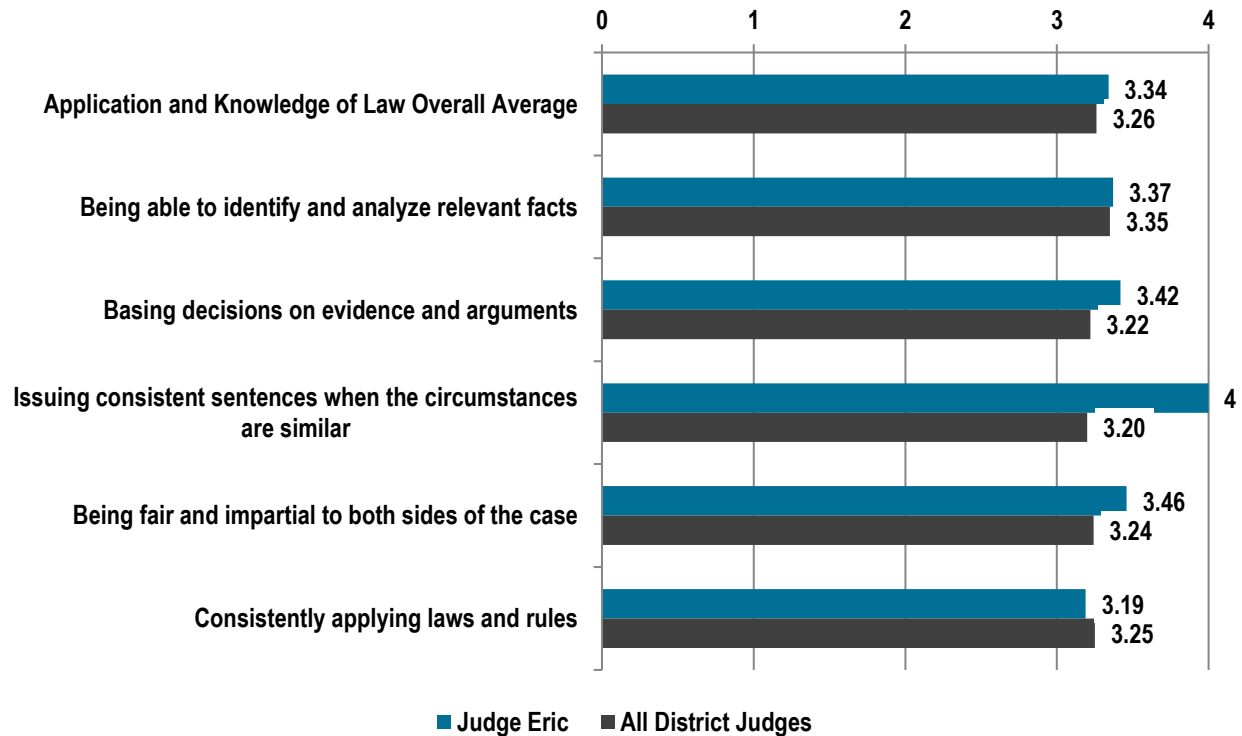 0 1 2 3 4
Application and Knowledge of Law Overall Average
3.34
3.26
Being able to identify and analyze relevant facts
3.37
3.35
Basing decisions on evidence and arguments
3.42
3.22
Issuing consistent sentences when the circumstances
are similar
4
3.20
Being fair and impartial to both sides of the case
3.46
3.24
Consistently applying laws and rules
3.19
3.25
Judge Eric All District Judges